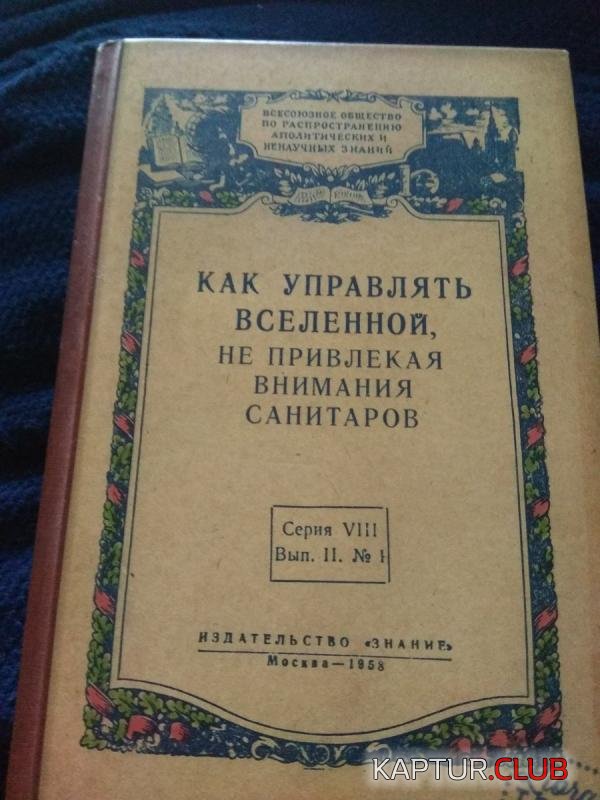 ВСЕСОЮЗНОЕ ОБЩЕСТВО
ПО РАСПРОСТРАНЕНИЮ
АПОЛИТИЧЕСКИХ И
НЕНАУЧНЫХ ЗНАНИЙ
КАК УПРАВЛЯТЬ
ВСЕЛЕННОЙ,
НЕ ПРИВЛЕКАЯ
ВНИМАНИЯ
САНИТАРОВ
Серия VIII
Вып. II. № 1
ИЗДАТЕЛЬСТВО «ЗНАНИЕ»
Москва—1958
KAPTUR.CLUB